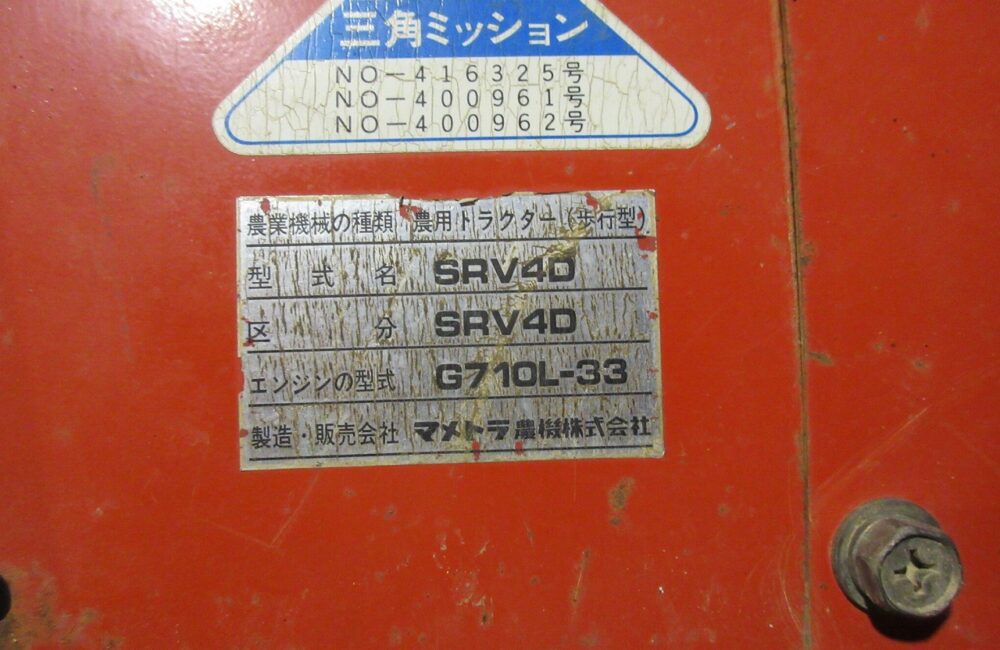 三角ミッション
NO-416325号
NO-400961号
NO-400962号
農業機械の種類 農用トラクター(歩行型)
型式名 SRV4D
区分 SRV4D
エンジンの型式 G710L-33
製造・販売会社 マメトラ農機株式会社